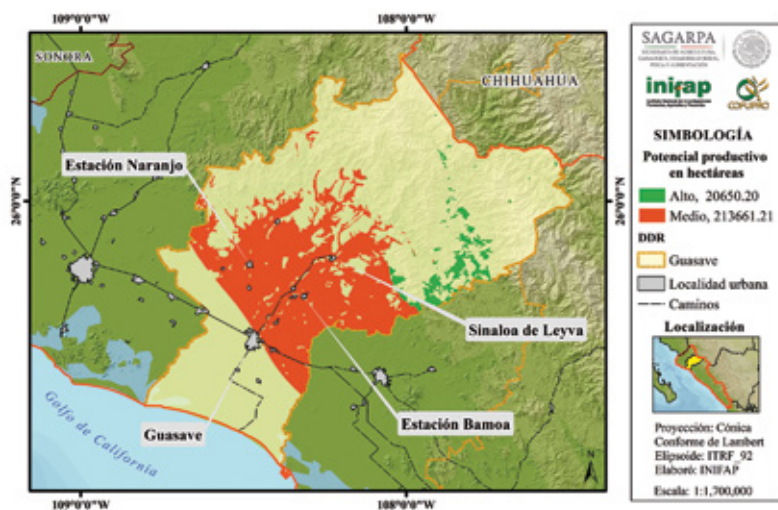 109°0'0"W
108°0'0"W
SONORA
CHIHUAHUA
Estación Naranjo
26°0'0"N
26°0'0"N
Sinaloa de Leyva
Estación Bamoa
Guasave
Golfo de California
N
109°0'0"W
108°0'0"W
SAGARPA
inifap
COFUPRO
SIMBOLOGÍA
Potencial productivo
en hectáreas
Alto, 20650.20
Medio, 213661.21
DDR
Guasave
Localidad urbana
Caminos
Localización
Proyección: Cónica
Conforme de Lambert
Elipsoide: ITRF_92
Elaboró: INIFAP
Escala: 1:1,700,000